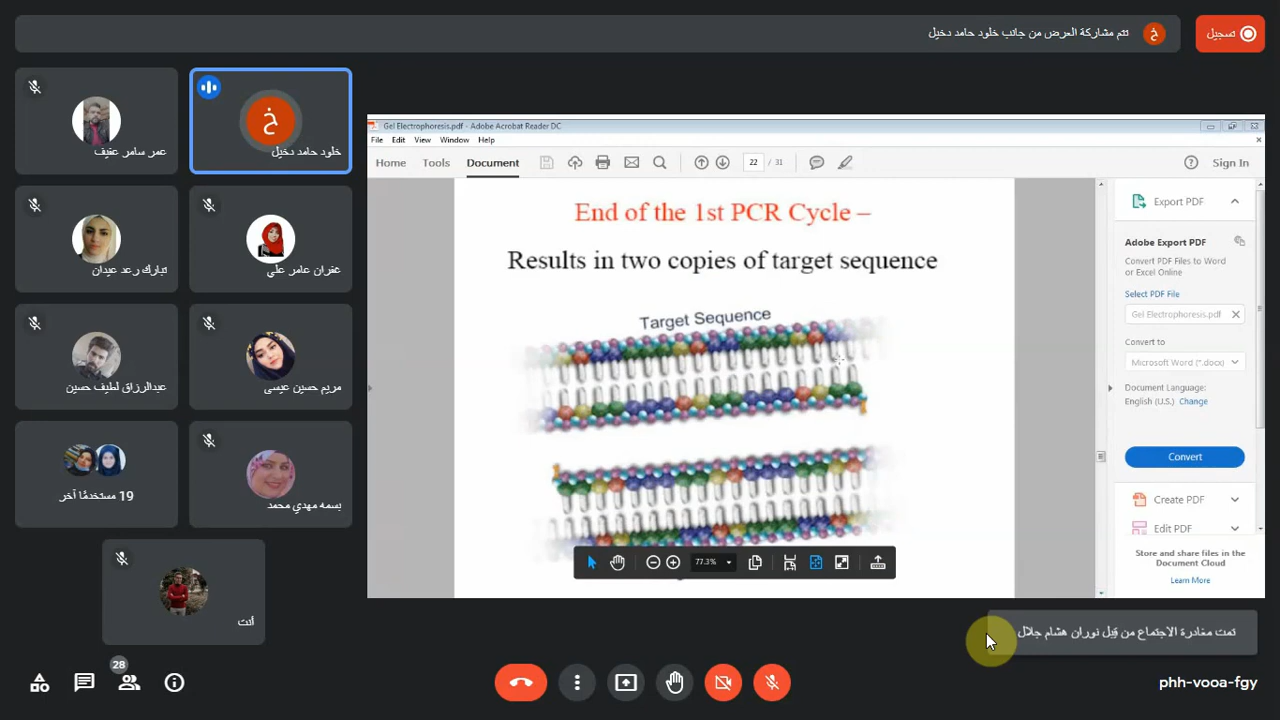 تتم مشاركة العرض من جانب خلود حامد دخيل
خ
تسجيل
عمر سامر عفيف
خ
خلود حامد دخيل
تبارك رعد عيدان
غفران عامر علي
عبدالرزاق لطيف حسين
مريم حسين عيسى
19 مستخدمًا آخر
بسمه مهدي محمد
أنت
Gel Electrophoresis.pdf - Adobe Acrobat Reader DC
File Edit View Window Help
Home Tools Document 22 / 31 Sign In
End of the 1st PCR Cycle –
Results in two copies of target sequence
Target Sequence
77.3%
Export PDF
Adobe Export PDF
Convert PDF Files to Word
or Excel Online
Select PDF File
Gel Electrophoresis.pdf
Convert to
Microsoft Word (*.docx)
Document Language:
English (U.S.) Change
Convert
Create PDF
Edit PDF
Store and share files in the
Document Cloud
Learn More
تمت مغادرة الاجتماع من قبل نوران هشام جلال
28
phh-vooa-fgy